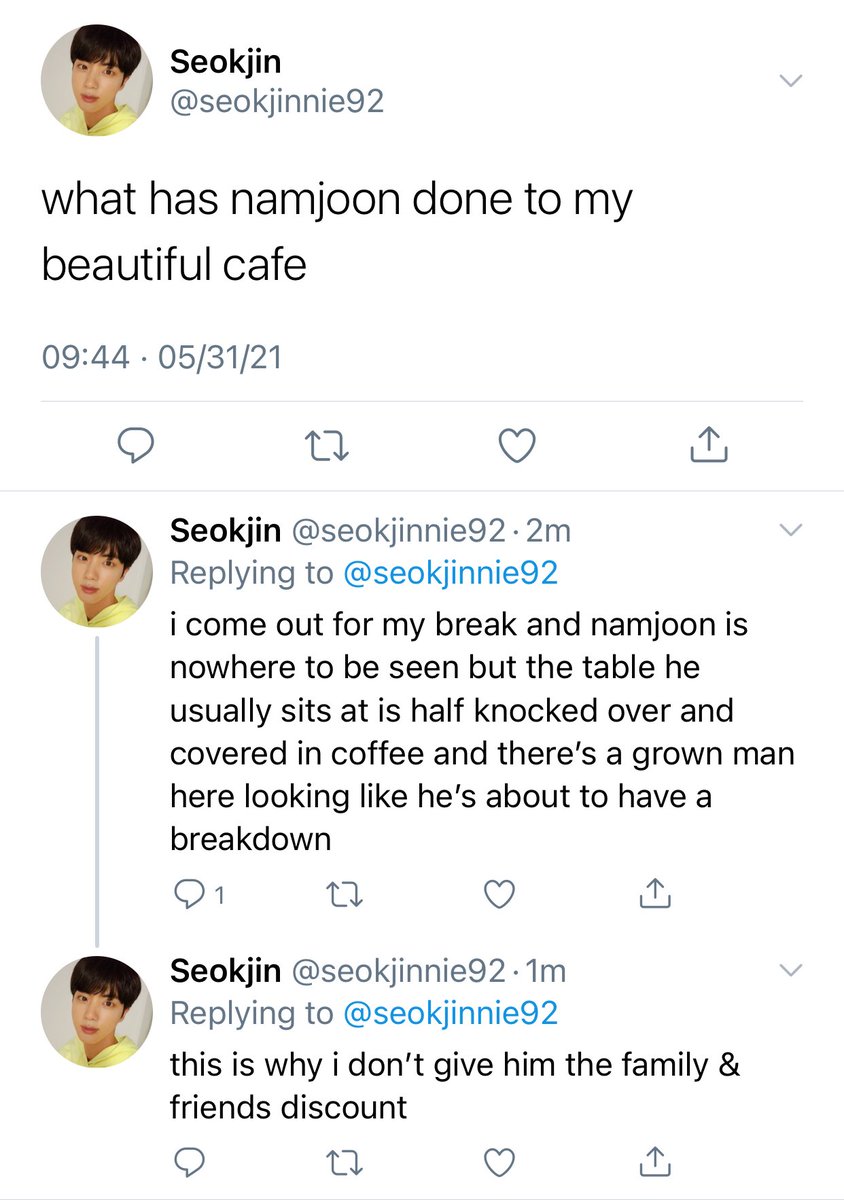 Seokjin
@seokjinnie92
what has namjoon done to my
beautiful cafe
09:44 · 05/31/21
Seokjin @seokjinnie92 · 2m
Replying to @seokjinnie92
i come out for my break and namjoon is
nowhere to be seen but the table he
usually sits at is half knocked over and
covered in coffee and there’s a grown man
here looking like he’s about to have a
breakdown
1
Seokjin @seokjinnie92 · 1m
Replying to @seokjinnie92
this is why i don’t give him the family &
friends discount